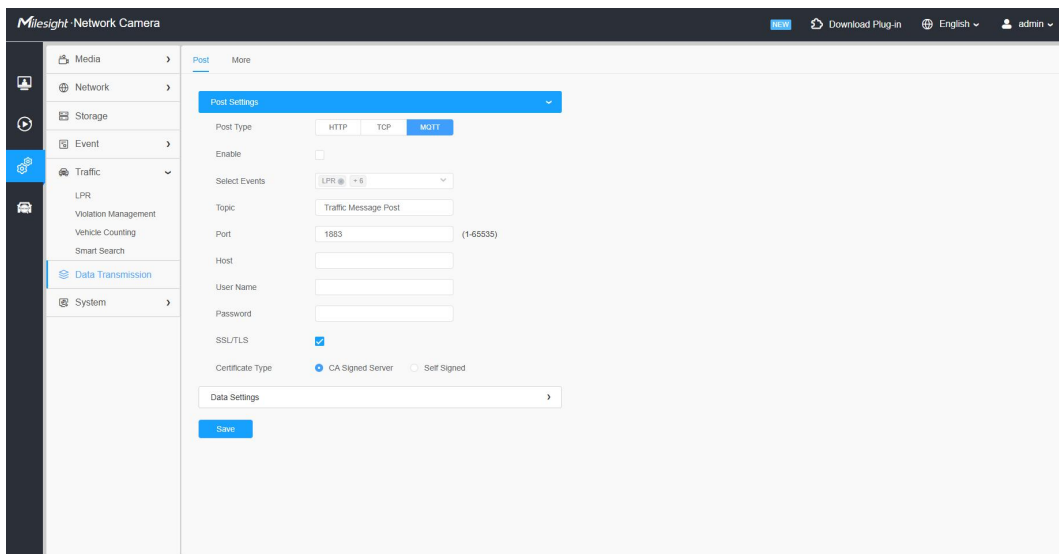 Milesight · Network Camera
NEW Download Plug-in English admin
Media
Network
Storage
Event
Traffic
LPR
Violation Management
Vehicle Counting
Smart Search
Data Transmission
System
Post More
Post Settings
Post Type HTTP TCP MQTT
Enable
Select Events LPR + 6
Topic Traffic Message Post
Port 1883 (1-65535)
Host
User Name
Password
SSL/TLS
Certificate Type CA Signed Server Self Signed
Data Settings
Save